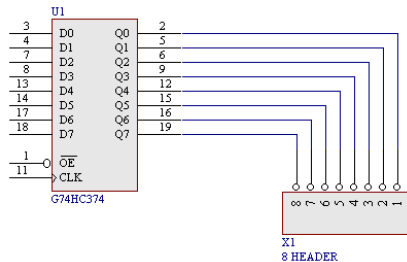 U1
3 D0 Q0 2
4 D1 Q1 5
7 D2 Q2 6
8 D3 Q3 9
13 D4 Q4 12
14 D5 Q5 15
17 D6 Q6 16
18 D7 Q7 19
1 OE
11 CLK
G74HC374
8 7 6 5 4 3 2 1
X1
8 HEADER